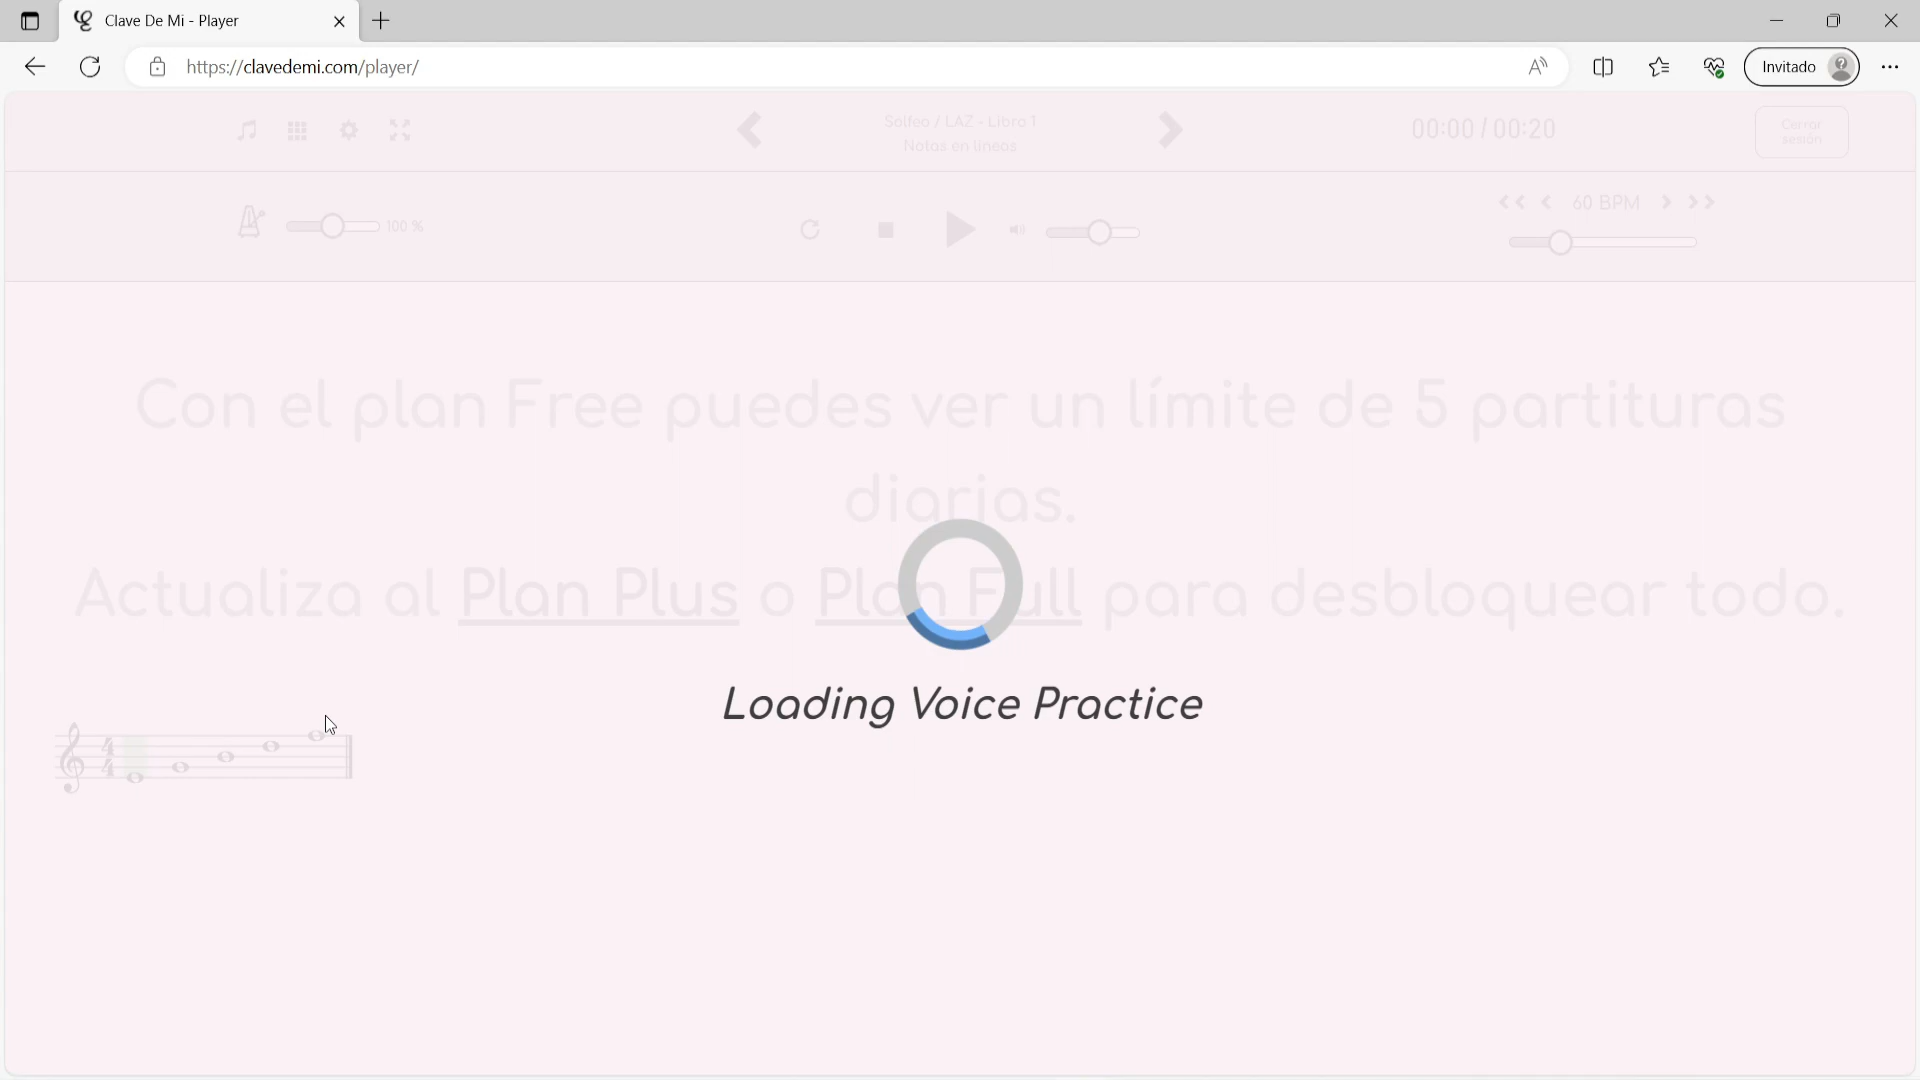 Clave De Mi - Player
https://clavedemi.com/player/
Invitado
Solfeo / LAZ - Libro 1
Notas en líneas
00:00 / 00:20
Cerrar
sesión
100 %
60 BPM
Con el plan Free puedes ver un límite de 5 partituras
diarias.
Actualiza al Plan Plus o Plan Full para desbloquear todo.
Loading Voice Practice
4
4